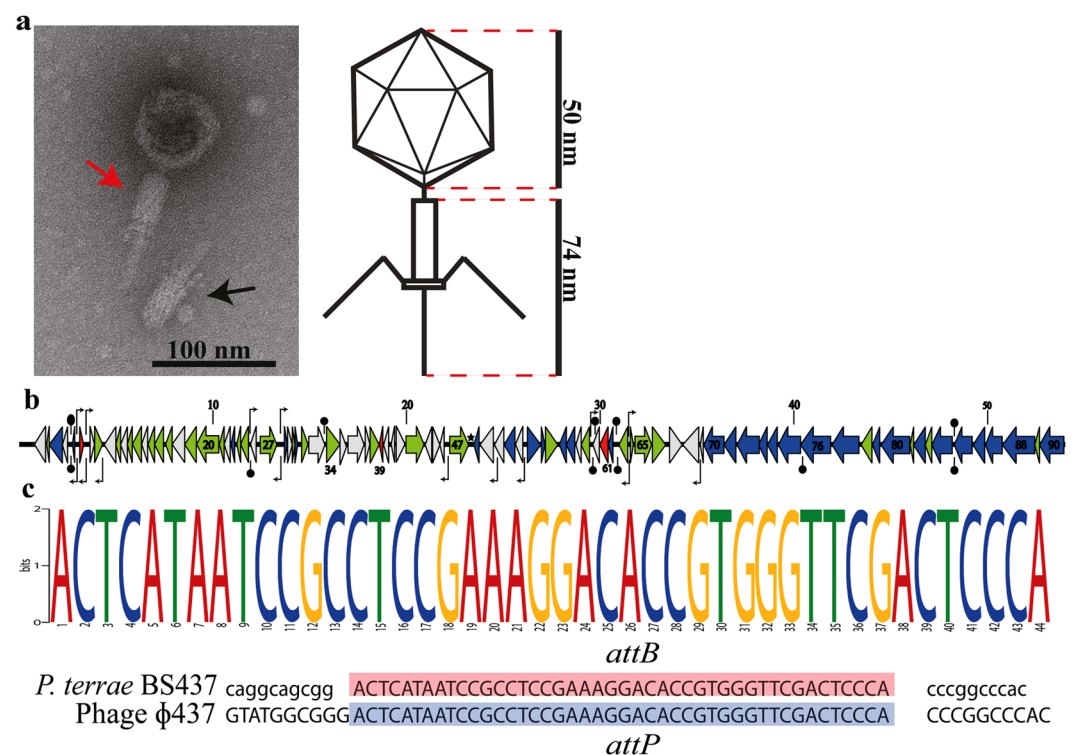 a
100 nm
50 nm
74 nm
b
10 20 30 40 50
20 27 47 65 70 76 80 88 90
34 39 61
c
2
bits
1
0
ACTCATAATCCGCCTCCGAAAGGACACCGTGGGTTCGACTCCCA
1 2 3 4 5 6 7 8 9 10 11 12 13 14 15 16 17 18 19 20 21 22 23 24 25 26 27 28 29 30 31 32 33 34 35 36 37 38 39 40 41 42 43 44
attB
P. terrae BS437 caggcagcgg ACTCATAATCCGCCTCCGAAAGGACACCGTGGGTTCGACTCCCA cccggcccac
Phage ϕ437 GTATGGCGGGACTCATAATCCGCCTCCGAAAGGACACCGTGGGTTCGACTCCCA CCCGGCCCAC
attP